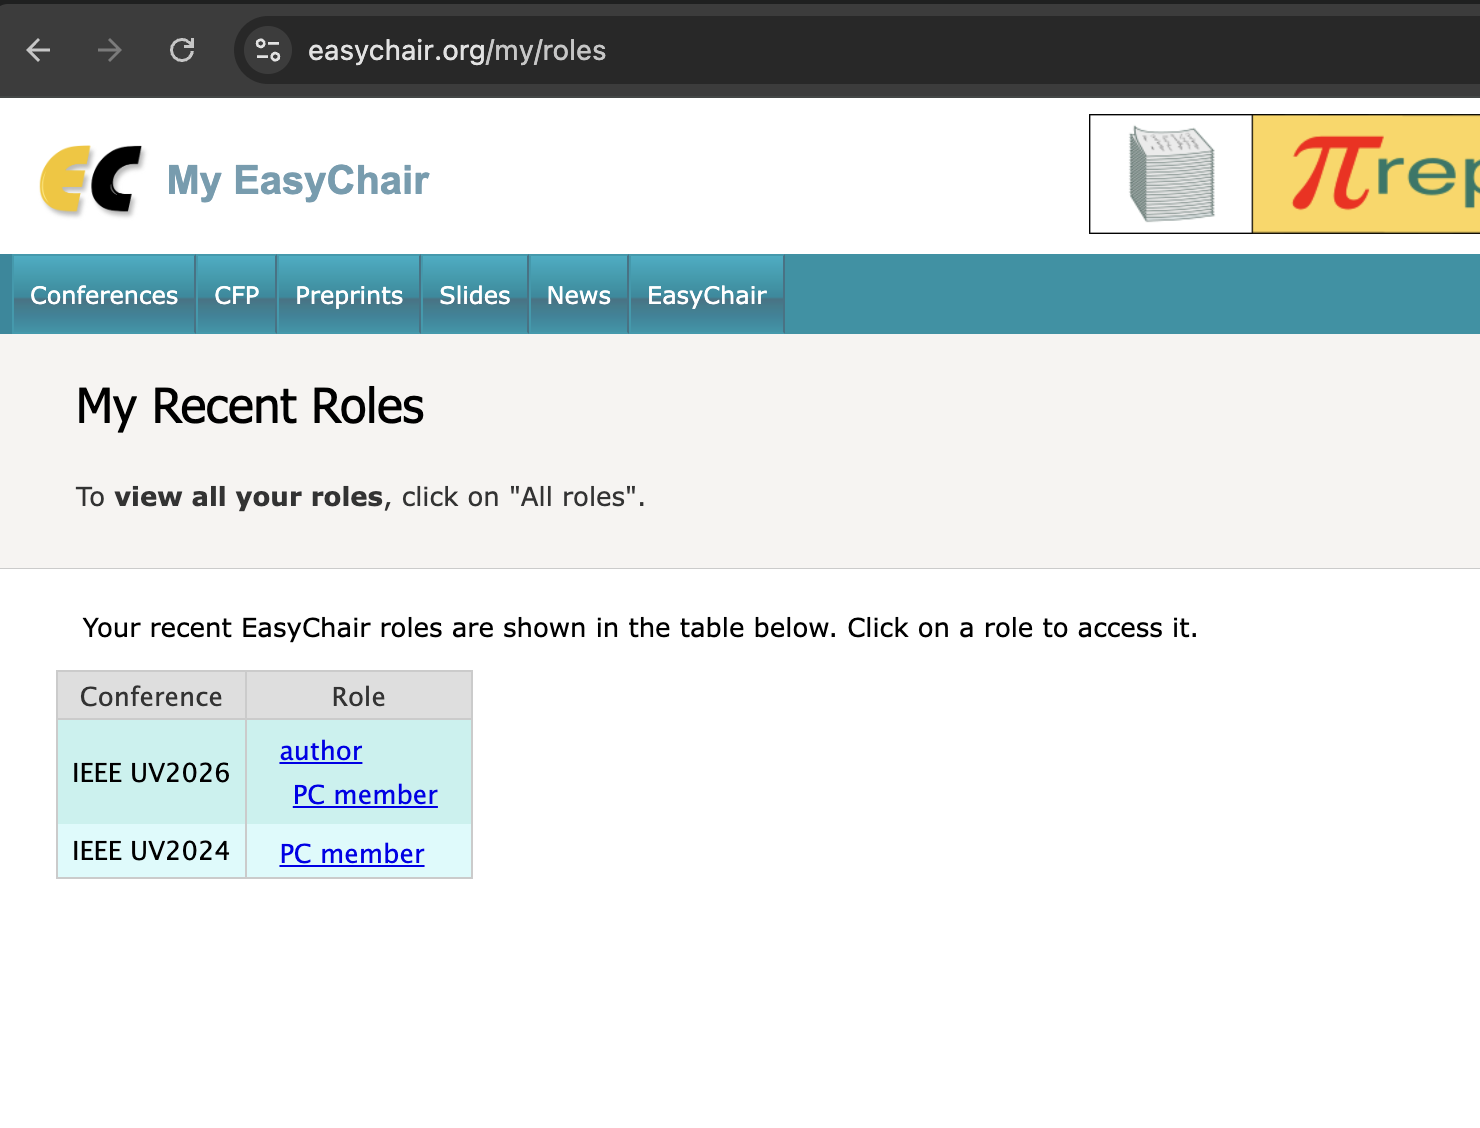 easychair.org/my/roles
EC My EasyChair
Conferences CFP Preprints Slides News EasyChair
My Recent Roles
To view all your roles, click on "All roles".
Your recent EasyChair roles are shown in the table below. Click on a role to access it.
Conference Role
IEEE UV2026 author
PC member
IEEE UV2024 PC member